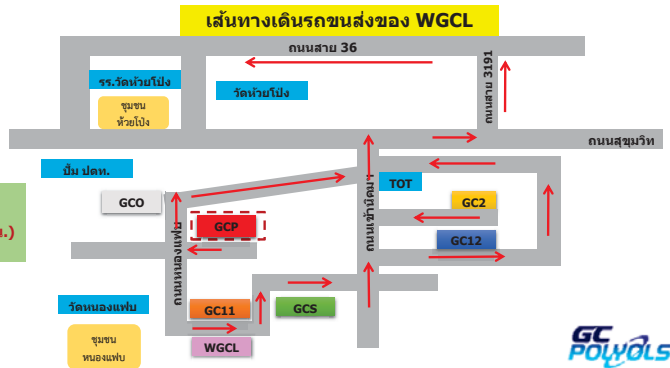 เส้นทางเดินรถขนส่งของ WGCL
ถนนสาย 36
รร.วัดห้วยโป่ง
วัดห้วยโป่ง
ถนนสาย 3191
ชุมชน
ห้วยโป่ง
ถนนสุขุมวิท
ปั๊ม ปตท.
GCO
TOT
GC2
GCP
GC12
ถนนเข้านิคมฯ
ถนนหนองแฟบ
วัดหนองแฟบ
GC11
GCS
ชุมชน
หนองแฟบ
WGCL
GC
POLYOLS